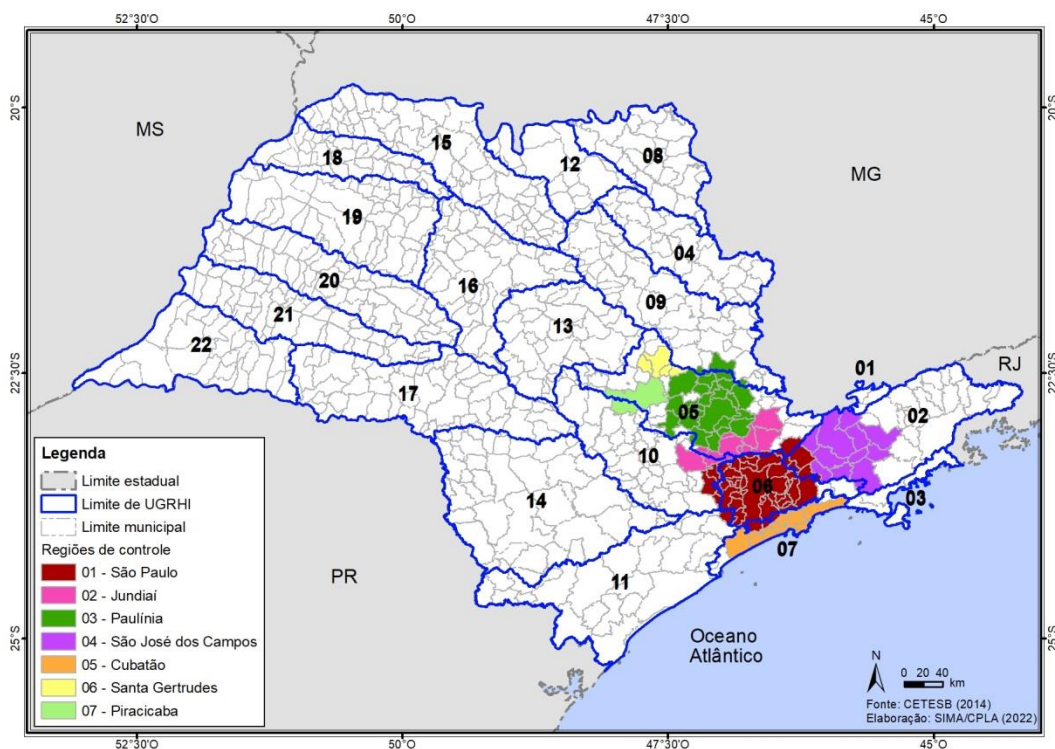 52°30'W
50°W
47°30'W
45°W
20°S
20°S
MS
MG
15
18
12
08
19
04
20
16
09
21
13
22
22°30'S
22°30'S
01
RJ
17
02
05
10
06
03
14
07
11
PR
25°S
25°S
Oceano
Atlântico
Legenda
Limite estadual
Limite de UGRHI
Limite municipal
Regiões de controle
01 - São Paulo
02 - Jundiaí
03 - Paulínia
04 - São José dos Campos
05 - Cubatão
06 - Santa Gertrudes
07 - Piracicaba
N
0 20 40
km
Fonte: CETESB (2014)
Elaboração: SIMA/CPLA (2022)
52°30'W
50°W
47°30'W
45°W